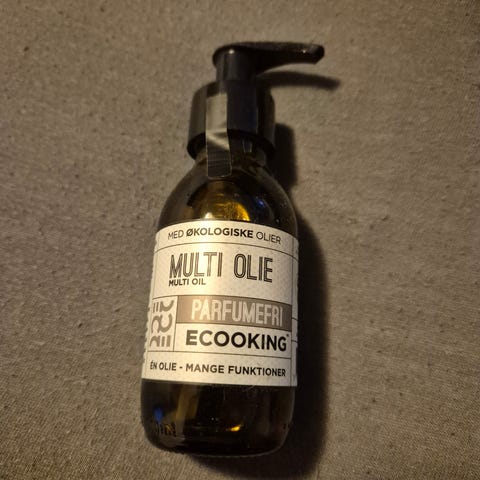 MED ØKOLOGISKE OLIER
MULTI OLIE
MULTI OIL
PARFUMEFRI
ECOOKING
ÉN OLIE - MANGE FUNKTIONER